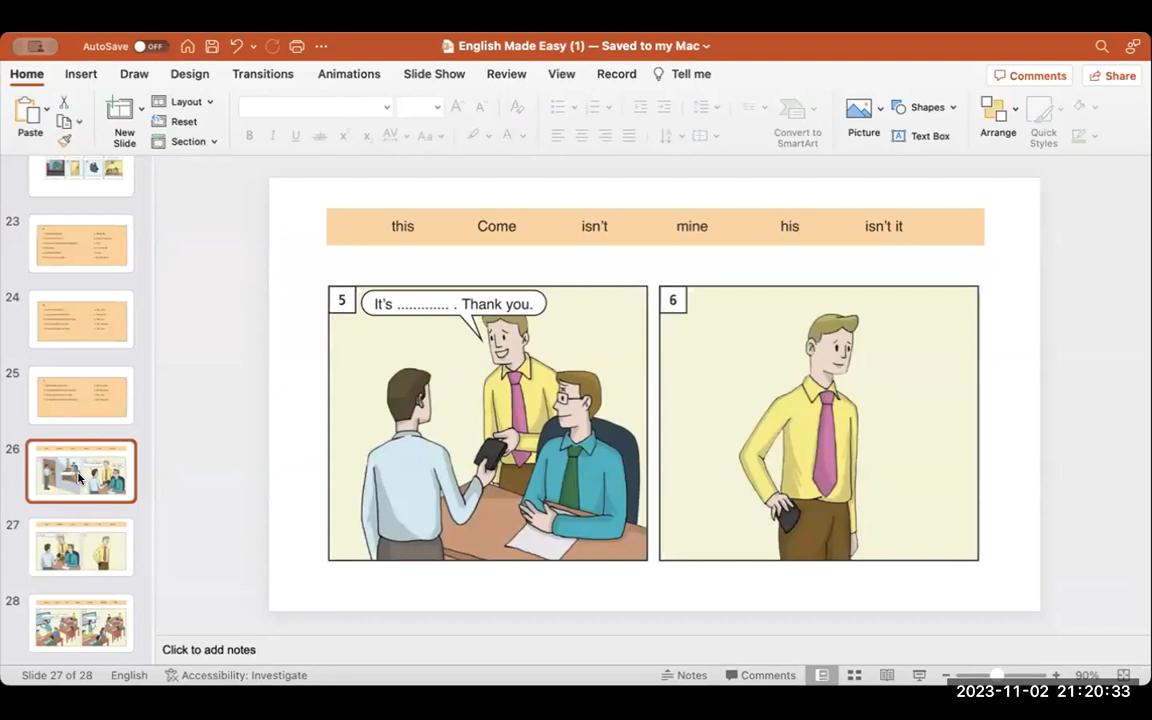 AutoSave OFF
English Made Easy (1) — Saved to my Mac
Home Insert Draw Design Transitions Animations Slide Show Review View Record Tell me
Comments Share
Paste
New Slide
Layout
Reset
Section
B I U
Aa
Convert to SmartArt
Picture
Shapes
Text Box
Arrange
Quick Styles
23
24
25
26
27
28
this Come isn't mine his isn't it
5
It's ............. . Thank you.
6
Click to add notes
Slide 27 of 28 English Accessibility: Investigate Notes Comments 90%
2023-11-02 21:20:33